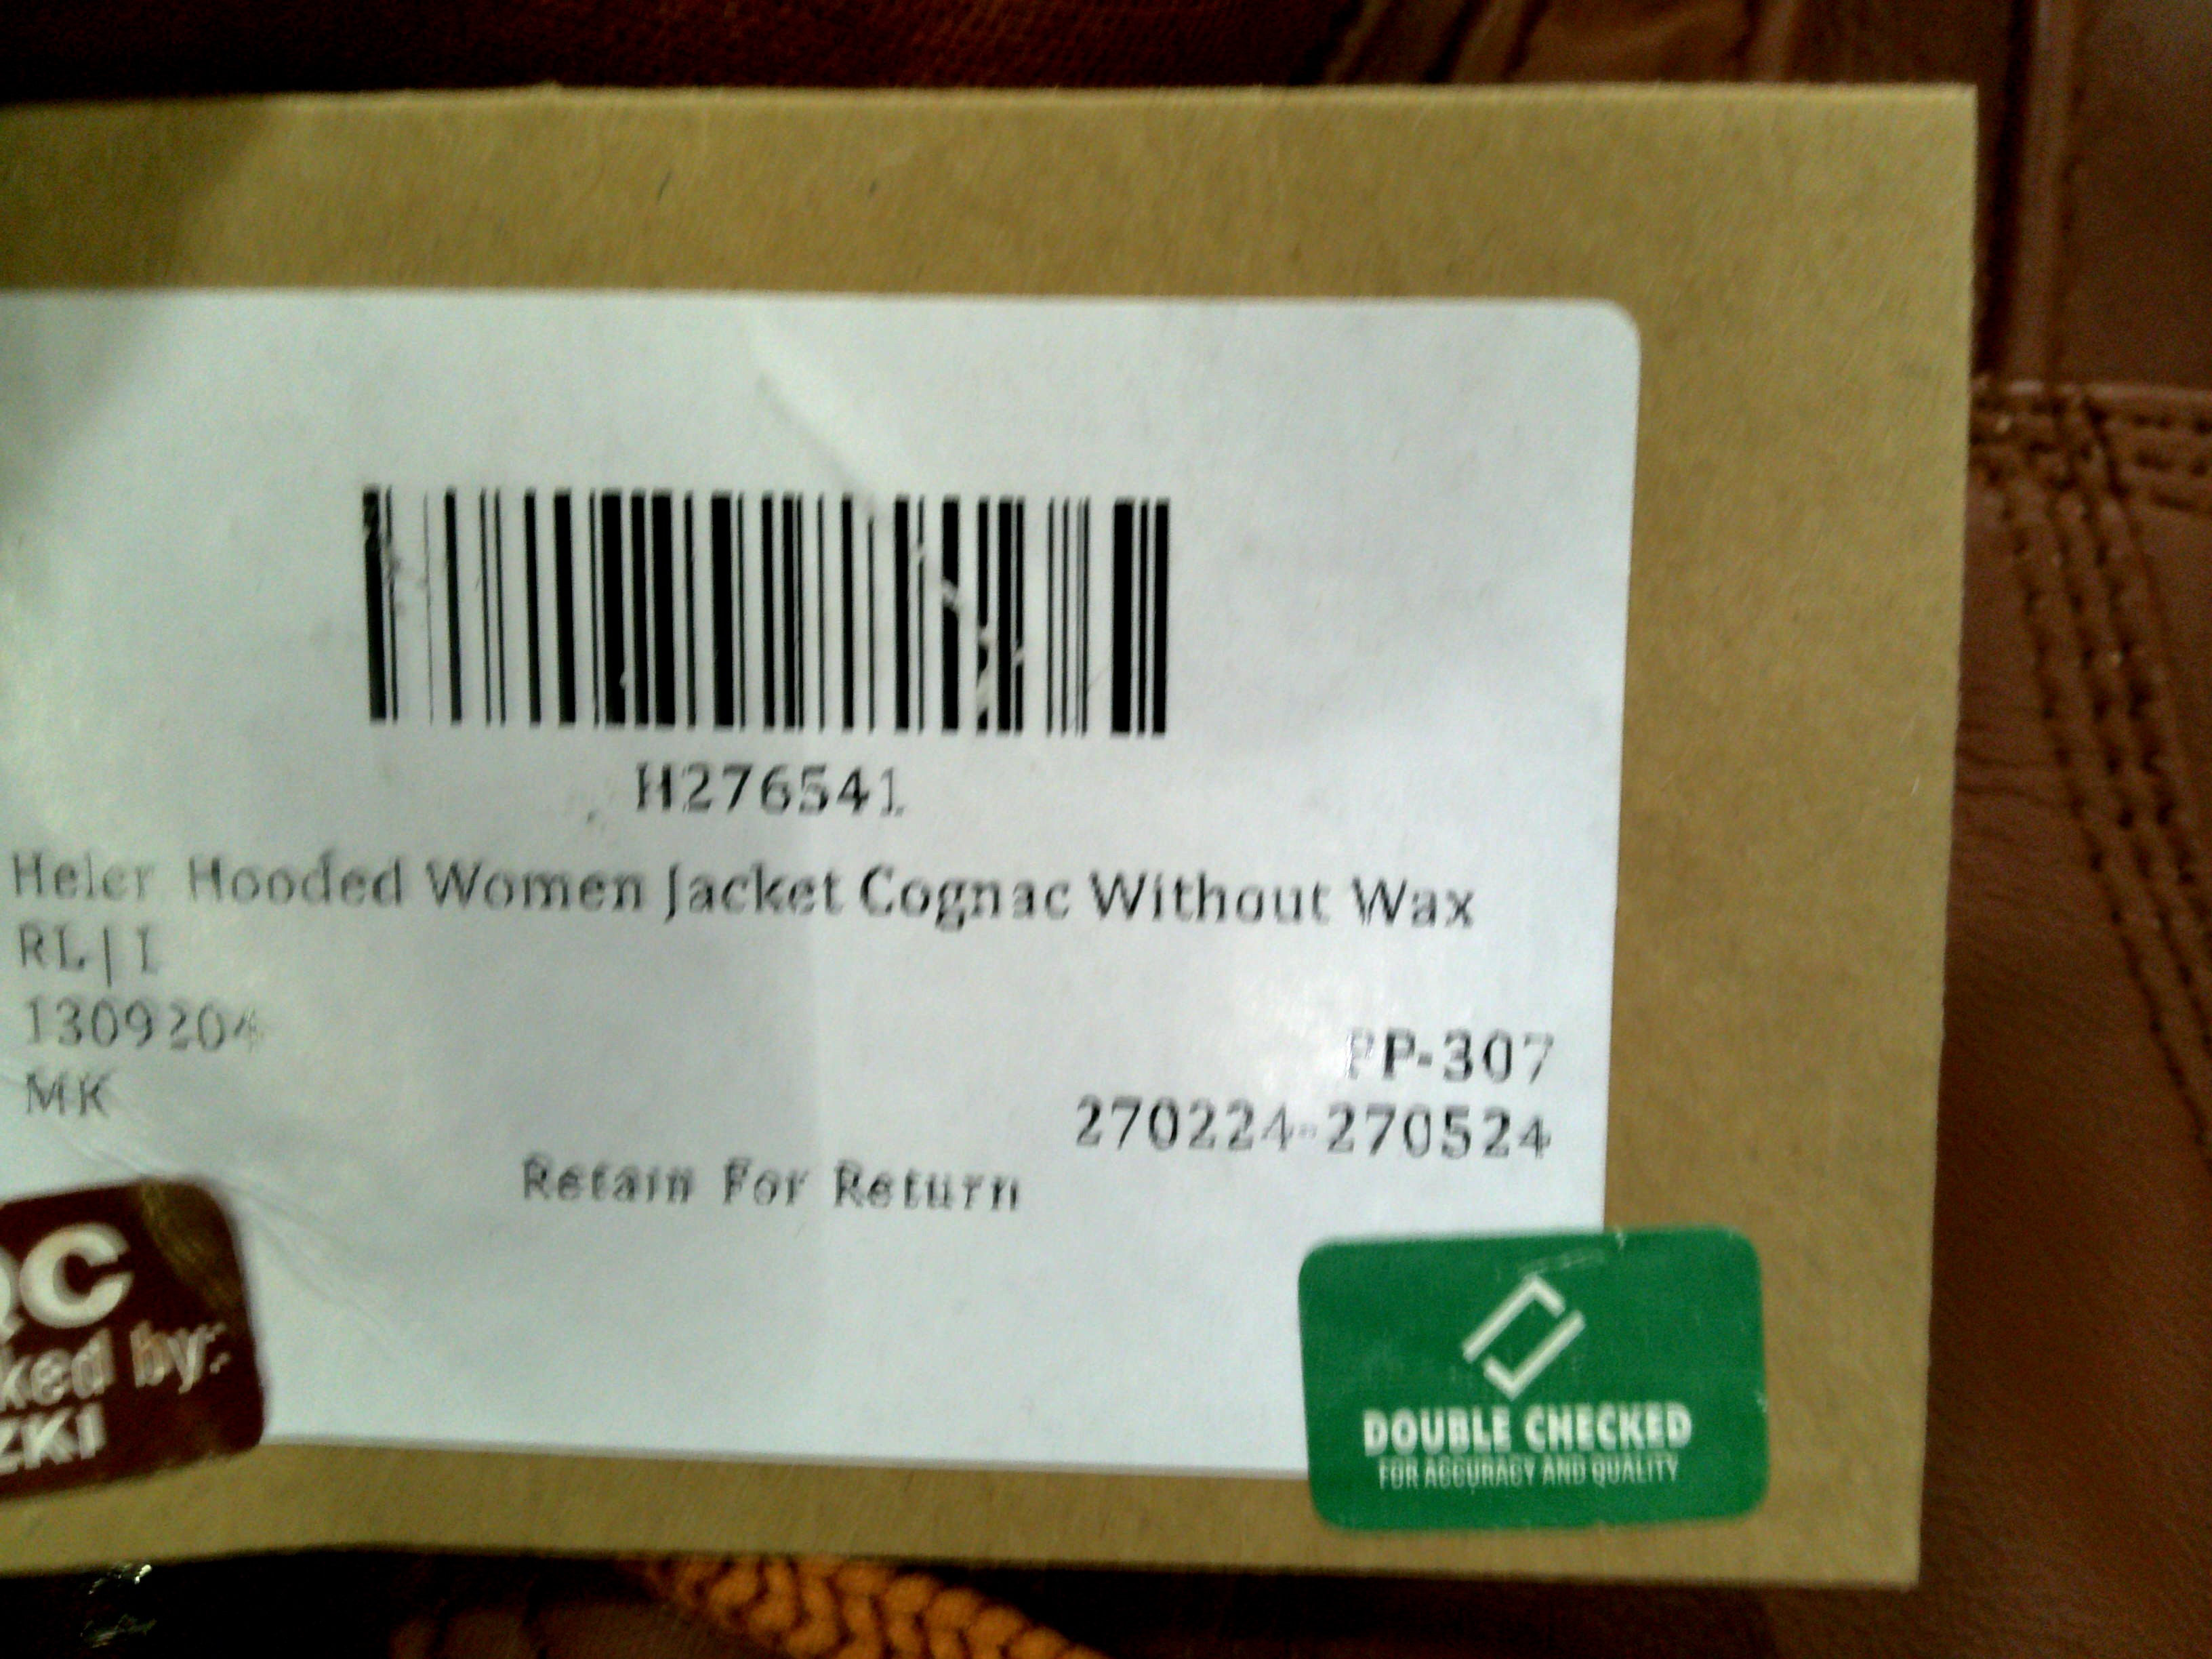 H276541
Heler Hooded Women Jacket Cognac Without Wax
RL|L
1309204
MK
PP-307
270224-270524
Retain For Return
QC
ked by:
ZKI
DOUBLE CHECKED
FOR ACCURACY AND QUALITY